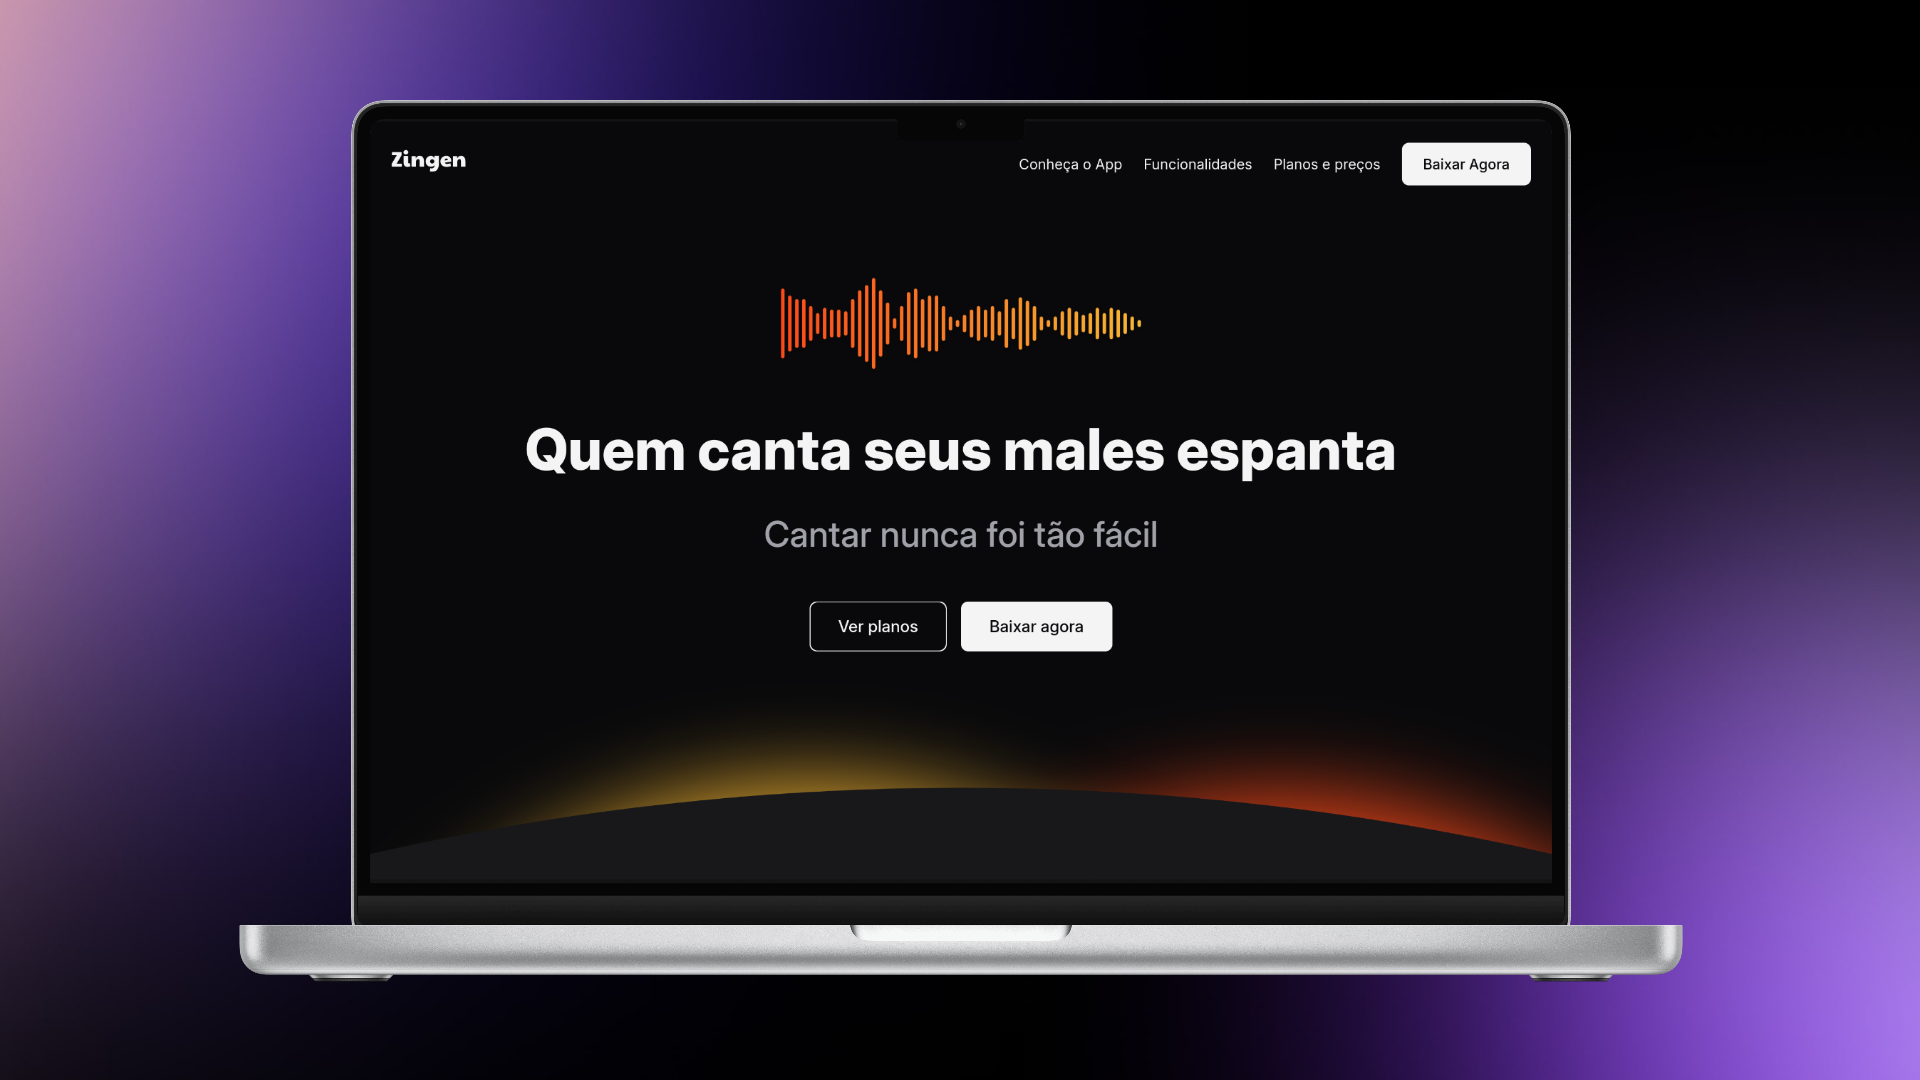 Zingen
Conheça o App Funcionalidades Planos e preços Baixar Agora
Quem canta seus males espanta
Cantar nunca foi tão fácil
Ver planos Baixar agora